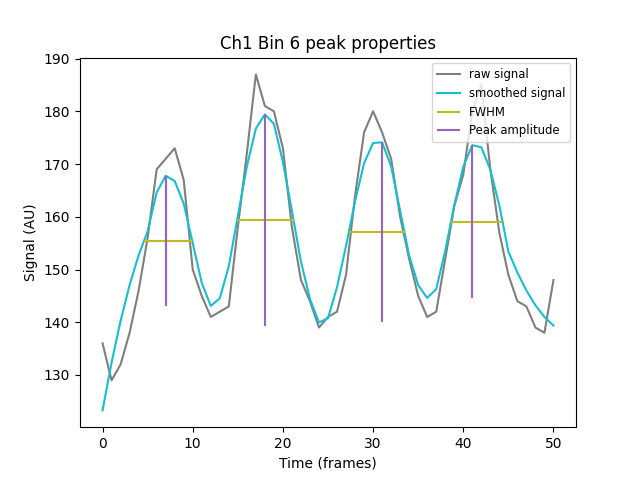 Ch1 Bin 6 peak properties
raw signal
smoothed signal
FWHM
Peak amplitude
Signal (AU)
190
180
170
160
150
140
130
0 10 20 30 40 50
Time (frames)